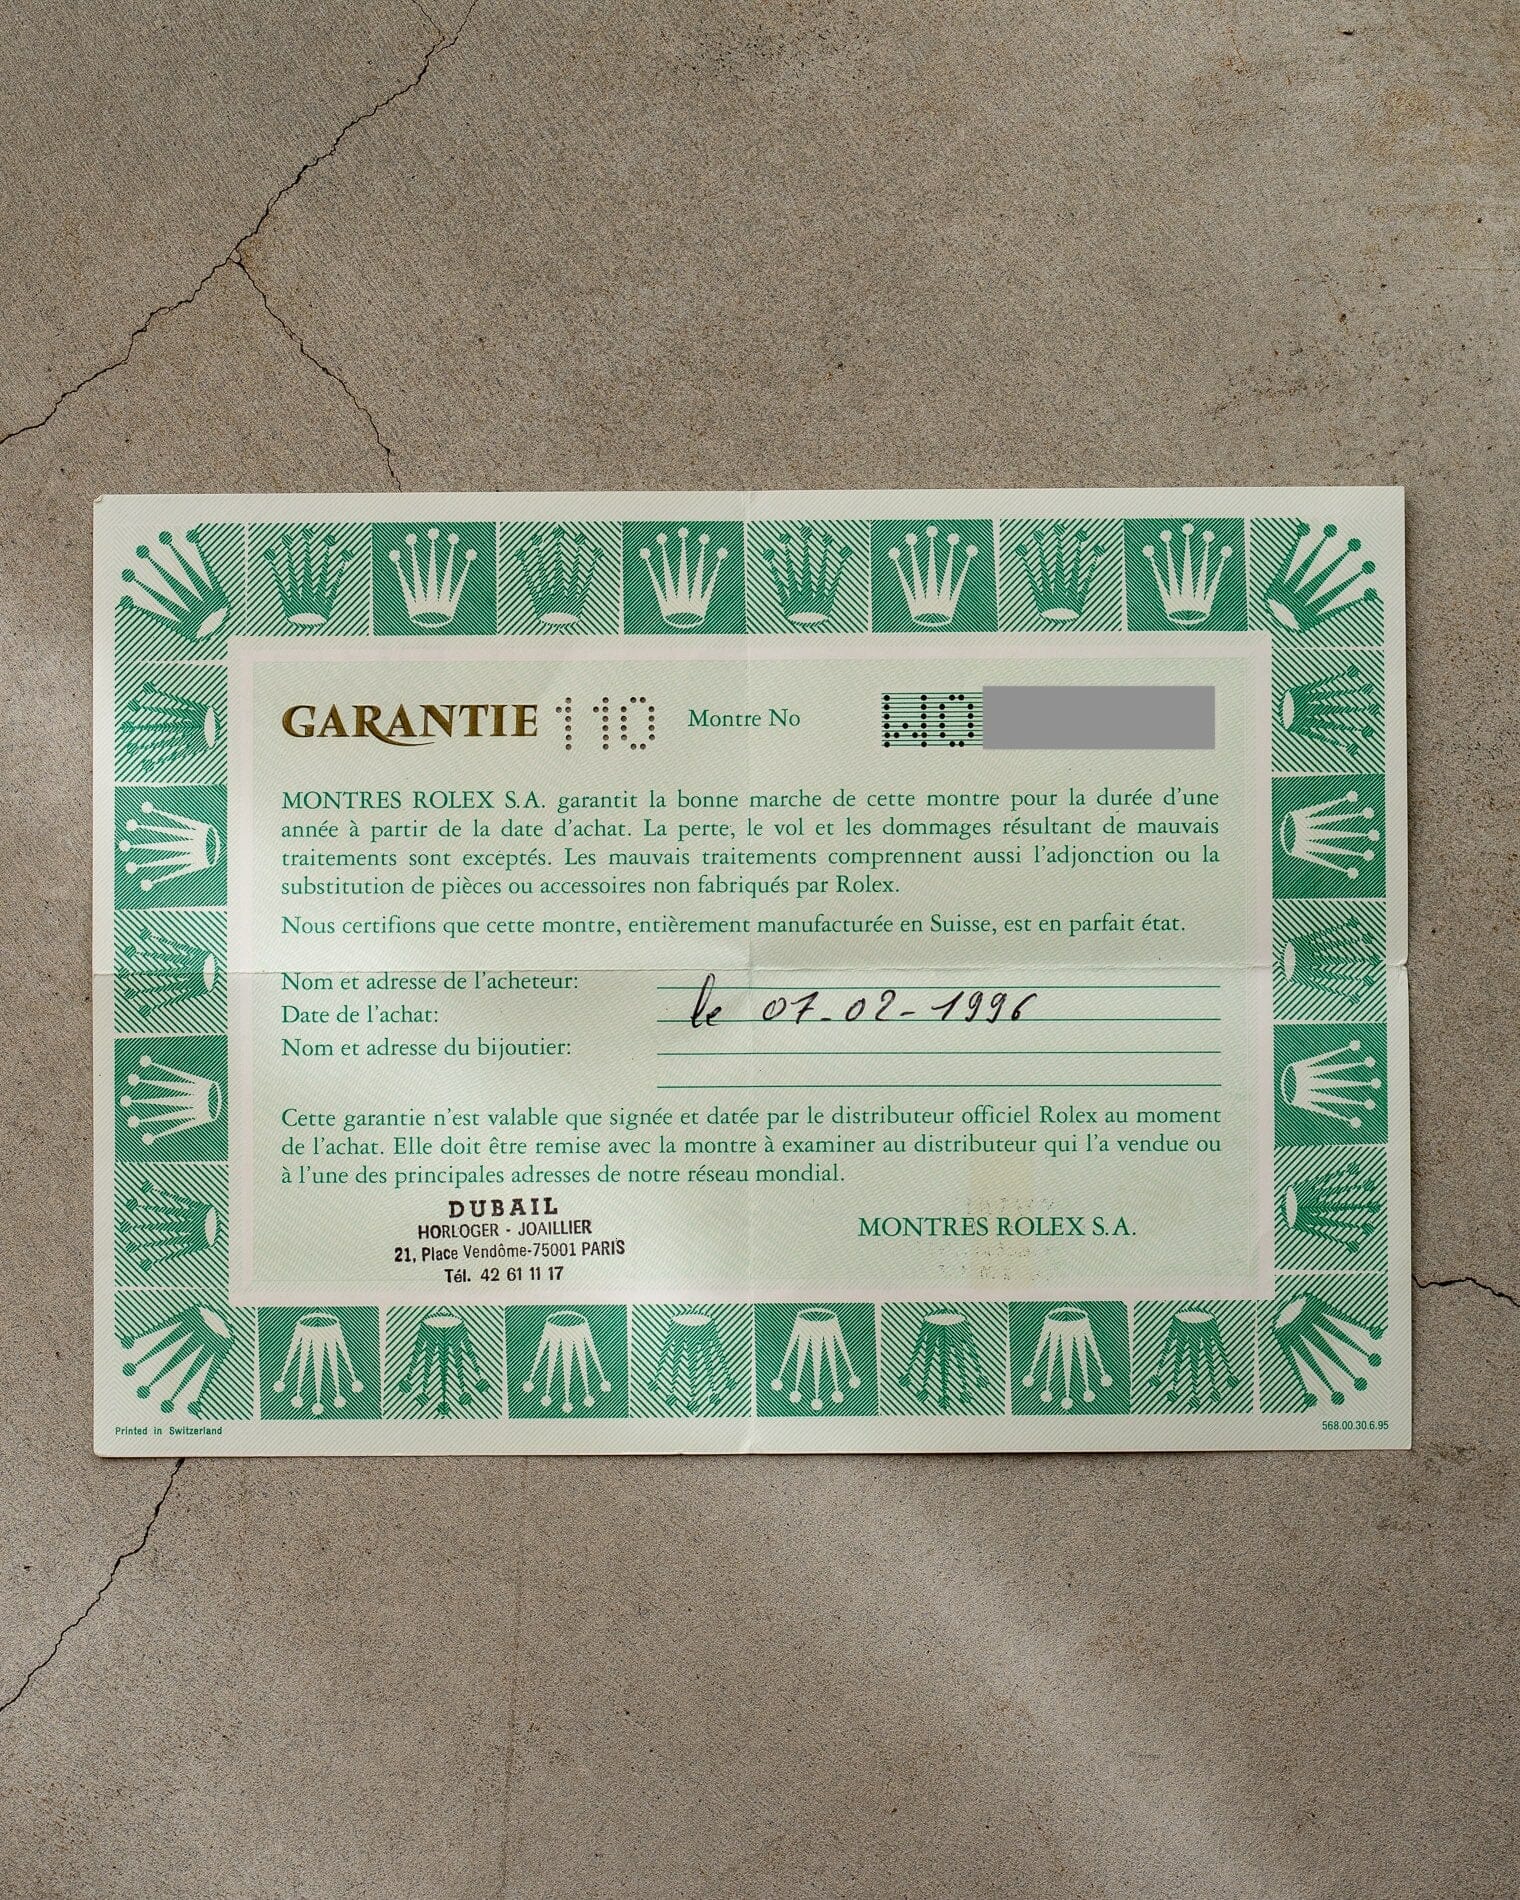 GARANTIE 110 Montre No W0
MONTRES ROLEX S.A. garantit la bonne marche de cette montre pour la durée d'une
année à partir de la date d'achat. La perte, le vol et les dommages résultant de mauvais
traitements sont exceptés. Les mauvais traitements comprennent aussi l'adjonction ou la
substitution de pièces ou accessoires non fabriqués par Rolex.
Nous certifions que cette montre, entièrement manufacturée en Suisse, est en parfait état.
Nom et adresse de l'acheteur:
Date de l'achat: le 07-02-1996
Nom et adresse du bijoutier:
Cette garantie n'est valable que signée et datée par le distributeur officiel Rolex au moment
de l'achat. Elle doit être remise avec la montre à examiner au distributeur qui l'a vendue ou
à l'une des principales adresses de notre réseau mondial.
DUBAIL
HORLOGER - JOAILLIER
21, Place Vendôme-75001 PARIS
Tél. 42 61 11 17
MONTRES ROLEX S.A.
Printed in Switzerland
568.00.30.6.95